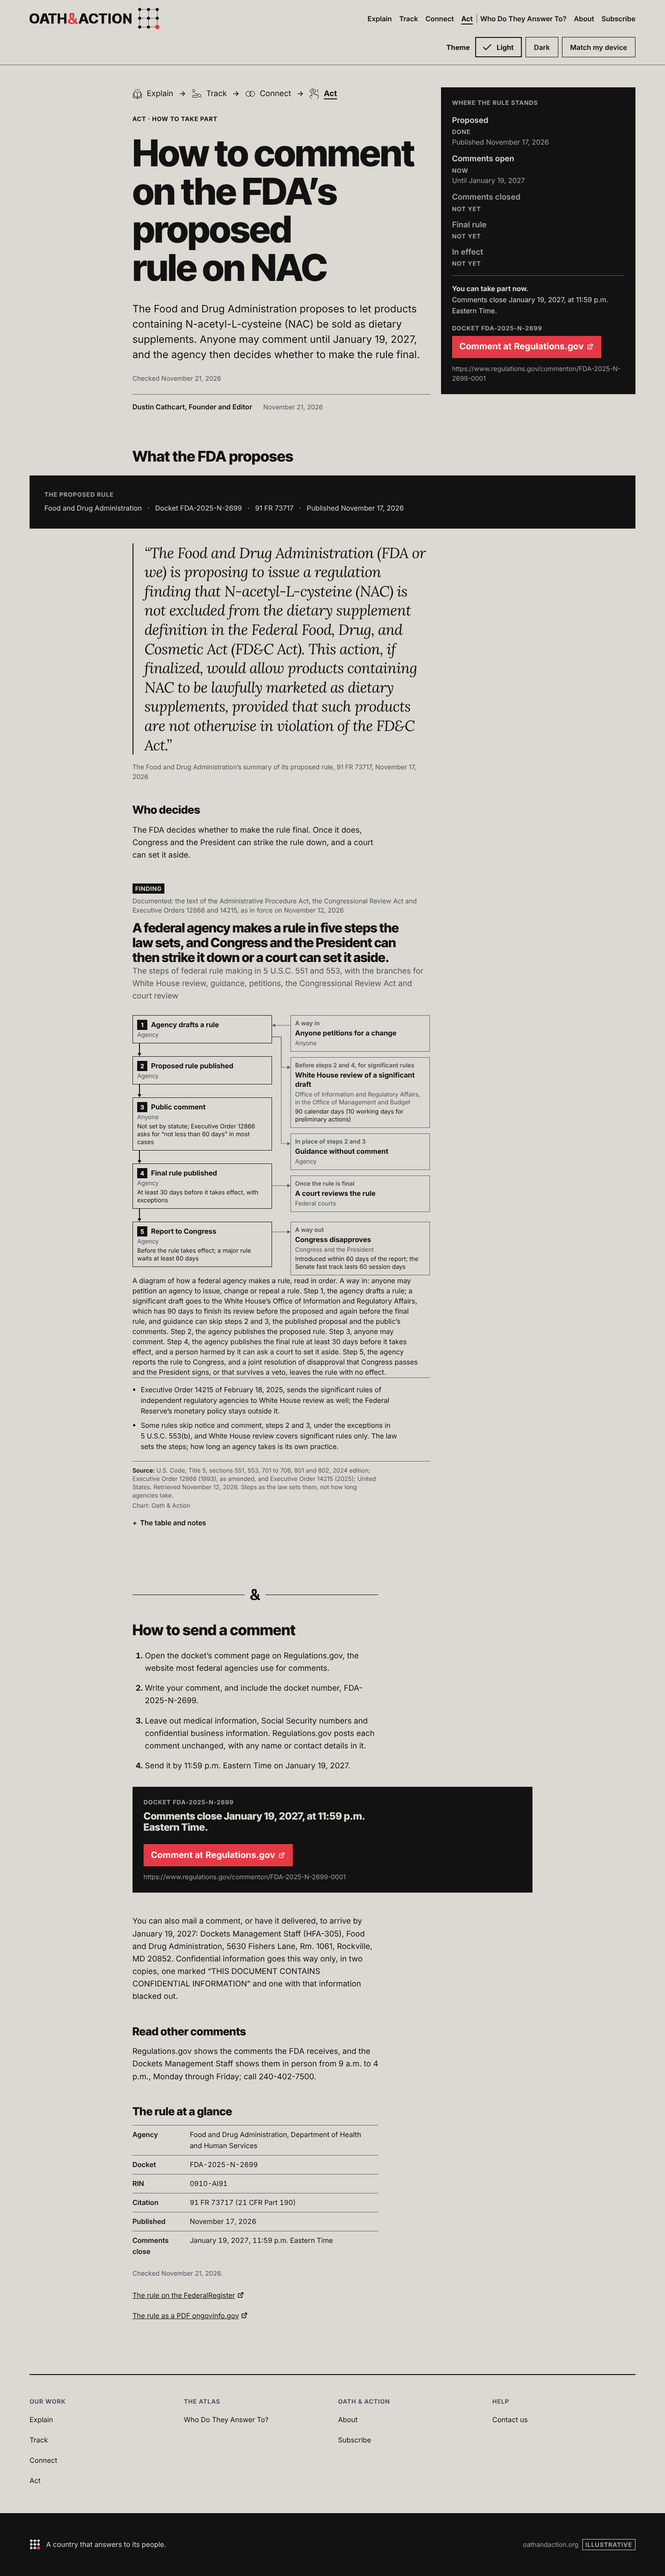 OATH&ACTION
Explain Track Connect Act Who Do They Answer To? About Subscribe
Theme Light Dark Match my device
Explain → Track → Connect → Act
ACT · HOW TO TAKE PART
How to comment
on the FDA’s
proposed
rule on NAC
The Food and Drug Administration proposes to let products
containing N-acetyl-L-cysteine (NAC) be sold as dietary
supplements. Anyone may comment until January 19, 2027,
and the agency then decides whether to make the rule final.
Checked November 21, 2026
Dustin Cathcart, Founder and Editor November 21, 2026
WHERE THE RULE STANDS
Proposed
DONE
Published November 17, 2026
Comments open
NOW
Until January 19, 2027
Comments closed
NOT YET
Final rule
NOT YET
In effect
NOT YET
You can take part now.
Comments close January 19, 2027, at 11:59 p.m.
Eastern Time.
DOCKET FDA-2025-N-2699
Comment at Regulations.gov
https://www.regulations.gov/commenton/FDA-2025-N-
2699-0001
What the FDA proposes
THE PROPOSED RULE
Food and Drug Administration · Docket FDA-2025-N-2699 · 91 FR 73717 · Published November 17, 2026
“The Food and Drug Administration (FDA or
we) is proposing to issue a regulation
finding that N-acetyl-L-cysteine (NAC) is
not excluded from the dietary supplement
definition in the Federal Food, Drug, and
Cosmetic Act (FD&C Act). This action, if
finalized, would allow products containing
NAC to be lawfully marketed as dietary
supplements, provided that such products
are not otherwise in violation of the FD&C
Act.”
The Food and Drug Administration’s summary of its proposed rule, 91 FR 73717, November 17,
2026
Who decides
The FDA decides whether to make the rule final. Once it does,
Congress and the President can strike the rule down, and a court
can set it aside.
FINDING
Documented: the text of the Administrative Procedure Act, the Congressional Review Act and
Executive Orders 12866 and 14215, as in force on November 12, 2026
A federal agency makes a rule in five steps the
law sets, and Congress and the President can
then strike it down or a court can set it aside.
The steps of federal rule making in 5 U.S.C. 551 and 553, with the branches for
White House review, guidance, petitions, the Congressional Review Act and
court review
1 Agency drafts a rule
Agency
2 Proposed rule published
Agency
3 Public comment
Anyone
Not set by statute; Executive Order 12866
asks for “not less than 60 days” in most
cases
4 Final rule published
Agency
At least 30 days before it takes effect, with
exceptions
5 Report to Congress
Agency
Before the rule takes effect; a major rule
waits at least 60 days
A way in
Anyone petitions for a change
Anyone
Before steps 2 and 4, for significant rules
White House review of a significant
draft
Office of Information and Regulatory Affairs,
in the Office of Management and Budget
90 calendar days (10 working days for
preliminary actions)
In place of steps 2 and 3
Guidance without comment
Agency
Once the rule is final
A court reviews the rule
Federal courts
A way out
Congress disapproves
Congress and the President
Introduced within 60 days of the report; the
Senate fast track lasts 60 session days
A diagram of how a federal agency makes a rule, read in order. A way in: anyone may
petition an agency to issue, change or repeal a rule. Step 1, the agency drafts a rule; a
significant draft goes to the White House’s Office of Information and Regulatory Affairs,
which has 90 days to finish its review before the proposed and again before the final
rule, and guidance can skip steps 2 and 3, the published proposal and the public’s
comments. Step 2, the agency publishes the proposed rule. Step 3, anyone may
comment. Step 4, the agency publishes the final rule at least 30 days before it takes
effect, and a person harmed by it can ask a court to set it aside. Step 5, the agency
reports the rule to Congress, and a joint resolution of disapproval that Congress passes
and the President signs, or that survives a veto, leaves the rule with no effect.
• Executive Order 14215 of February 18, 2025, sends the significant rules of
independent regulatory agencies to White House review as well; the Federal
Reserve’s monetary policy stays outside it.
• Some rules skip notice and comment, steps 2 and 3, under the exceptions in
5 U.S.C. 553(b), and White House review covers significant rules only. The law
sets the steps; how long an agency takes is its own practice.
Source: U.S. Code, Title 5, sections 551, 553, 701 to 706, 801 and 802, 2024 edition;
Executive Order 12866 (1993), as amended, and Executive Order 14215 (2025); United
States. Retrieved November 12, 2026. Steps as the law sets them, not how long
agencies take.
Chart: Oath & Action
+ The table and notes
&
How to send a comment
1. Open the docket’s comment page on Regulations.gov, the
website most federal agencies use for comments.
2. Write your comment, and include the docket number, FDA-
2025-N-2699.
3. Leave out medical information, Social Security numbers and
confidential business information. Regulations.gov posts each
comment unchanged, with any name or contact details in it.
4. Send it by 11:59 p.m. Eastern Time on January 19, 2027.
DOCKET FDA-2025-N-2699
Comments close January 19, 2027, at 11:59 p.m.
Eastern Time.
Comment at Regulations.gov
https://www.regulations.gov/commenton/FDA-2025-N-2699-0001
You can also mail a comment, or have it delivered, to arrive by
January 19, 2027: Dockets Management Staff (HFA-305), Food
and Drug Administration, 5630 Fishers Lane, Rm. 1061, Rockville,
MD 20852. Confidential information goes this way only, in two
copies, one marked “THIS DOCUMENT CONTAINS
CONFIDENTIAL INFORMATION” and one with that information
blacked out.
Read other comments
Regulations.gov shows the comments the FDA receives, and the
Dockets Management Staff shows them in person from 9 a.m. to 4
p.m., Monday through Friday; call 240-402-7500.
The rule at a glance
Agency Food and Drug Administration, Department of Health
and Human Services
Docket FDA-2025-N-2699
RIN 0910-AI91
Citation 91 FR 73717 (21 CFR Part 190)
Published November 17, 2026
Comments January 19, 2027, 11:59 p.m. Eastern Time
close
Checked November 21, 2026.
The rule on the FederalRegister
The rule as a PDF ongovinfo.gov
OUR WORK
Explain
Track
Connect
Act
THE ATLAS
Who Do They Answer To?
OATH & ACTION
About
Subscribe
HELP
Contact us
A country that answers to its people.
oathandaction.org ILLUSTRATIVE